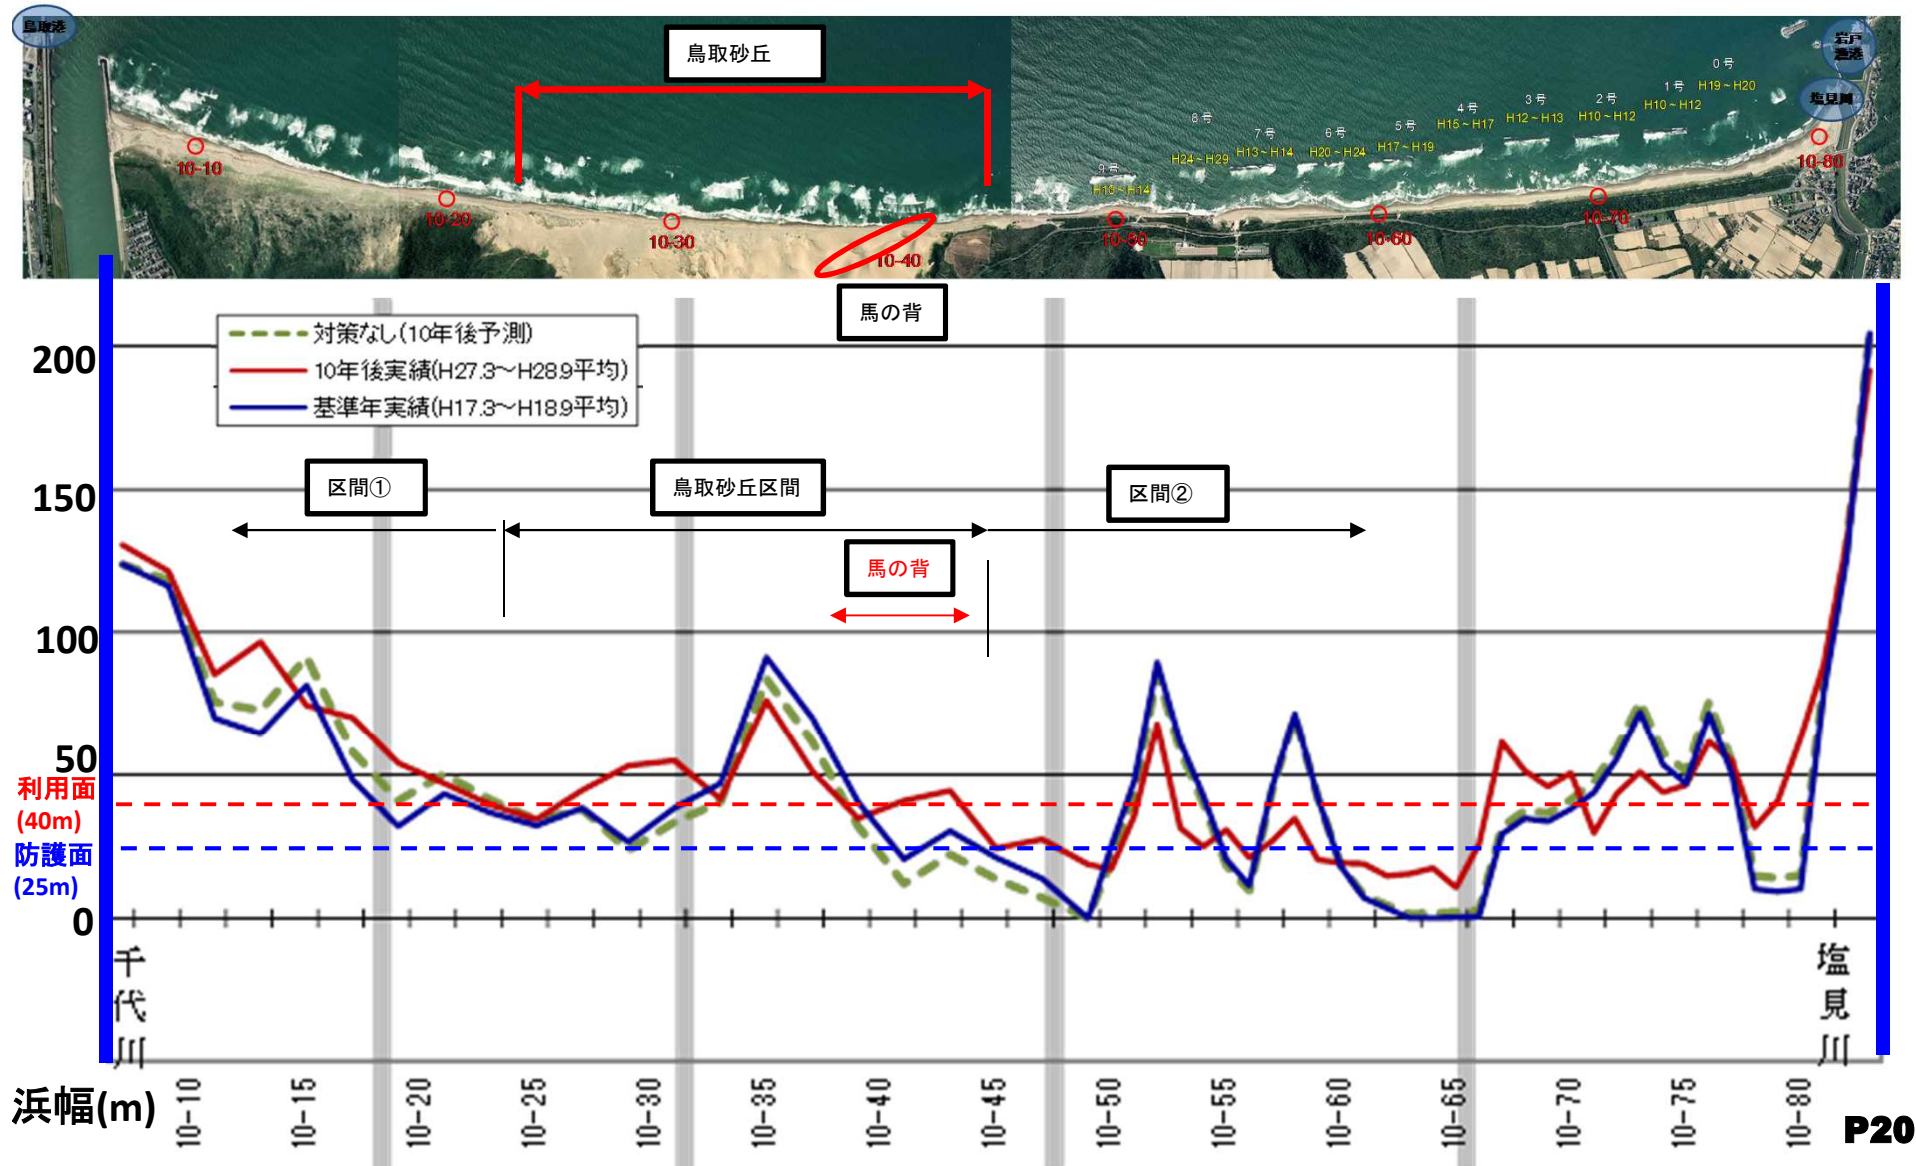 鳥取港
鳥取砂丘
岩戸
漁港
塩見川
0号
H19～H20
1号
H10～H12
2号
H10～H12
3号
H12～H13
4号
H15～H17
5号
H17～H19
6号
H20～H24
7号
H13～H14
8号
H24～H29
9号
H13～H14
10-10
10-20
10-30
10-40
10-50
10-60
10-70
10-80
馬の背
対策なし(10年後予測)
10年後実績(H27.3～H28.9平均)
基準年実績(H17.3～H18.9平均)
200
150
100
50
0
区間①
鳥取砂丘区間
区間②
馬の背
利用面
(40m)
防護面
(25m)
千代川
塩見川
浜幅(m)
10-10
10-15
10-20
10-25
10-30
10-35
10-40
10-45
10-50
10-55
10-60
10-65
10-70
10-75
10-80
P20